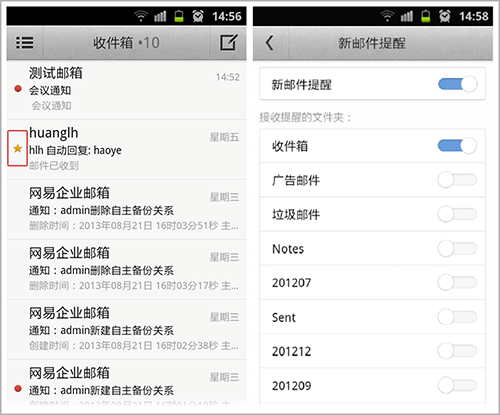 14:56
收件箱 •10
测试邮箱
14:52
会议通知
会议通知
huanglh
星期五
hlh 自动回复: haoye
邮件已收到
网易企业邮箱
星期三
通知：admin删除自主备份关系
删除时间：2013年08月21日 16时03分51秒 主...
网易企业邮箱
星期三
通知：admin删除自主备份关系
删除时间：2013年08月21日 16时03分17秒 主...
网易企业邮箱
星期三
通知：admin新建自主备份关系
创建时间：2013年08月21日 16时02分38秒 主...
网易企业邮箱
星期三
通知：admin新建自主备份关系
14:58
新邮件提醒
新邮件提醒
接收提醒的文件夹：
收件箱
广告邮件
垃圾邮件
Notes
201207
Sent
201212
201209